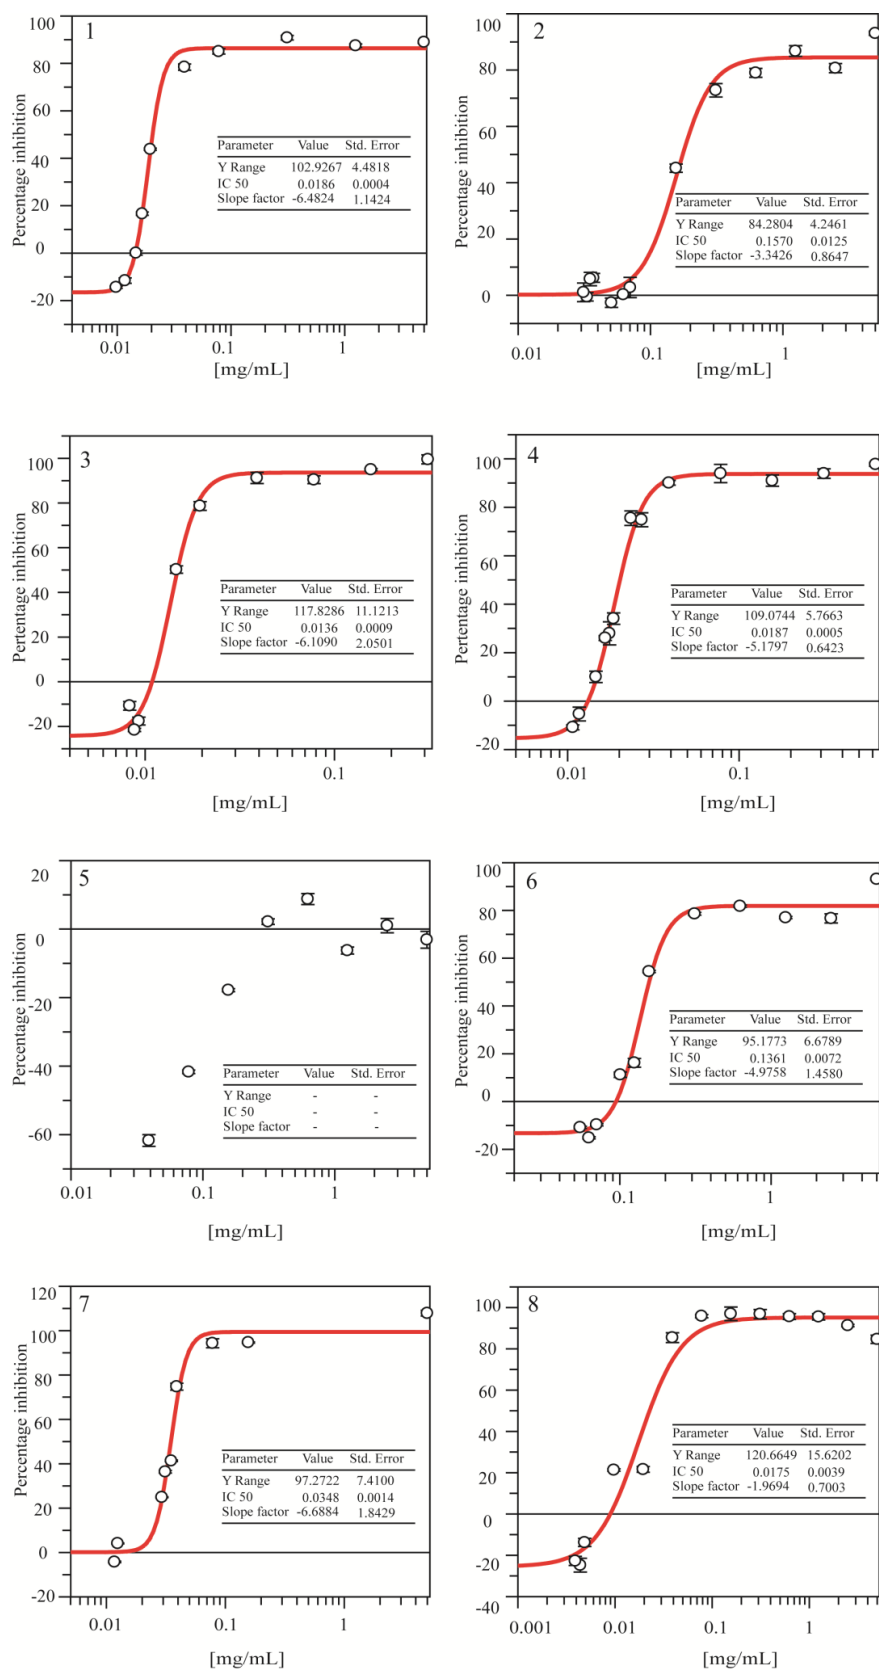 1
Percentage inhibition
100
80
60
40
20
0
-20
Parameter Value Std. Error
Y Range 102.9267 4.4818
IC 50 0.0186 0.0004
Slope factor -6.4824 1.1424
0.01 0.1 1
[mg/mL]
2
Percentage inhibition
100
80
60
40
20
0
Parameter Value Std. Error
Y Range 84.2804 4.2461
IC 50 0.1570 0.0125
Slope factor -3.3426 0.8647
0.01 0.1 1
[mg/mL]
3
Pertentage inhibition
100
80
60
40
20
0
-20
Parameter Value Std. Error
Y Range 117.8286 11.1213
IC 50 0.0136 0.0009
Slope factor -6.1090 2.0501
0.01 0.1
[mg/mL]
4
Percentage inhibition
100
80
60
40
20
0
-20
Parameter Value Std. Error
Y Range 109.0744 5.7663
IC 50 0.0187 0.0005
Slope factor -5.1797 0.6423
0.01 0.1
[mg/mL]
5
Percentage inhibition
20
0
-20
-40
-60
Parameter Value Std. Error
Y Range - -
IC 50 - -
Slope factor - -
0.01 0.1 1
[mg/mL]
6
Percentage inhibition
100
80
60
40
20
0
-20
Parameter Value Std. Error
Y Range 95.1773 6.6789
IC 50 0.1361 0.0072
Slope factor -4.9758 1.4580
0.1 1
[mg/mL]
7
Percentage inhibition
120
100
80
60
40
20
0
-20
Parameter Value Std. Error
Y Range 97.2722 7.4100
IC 50 0.0348 0.0014
Slope factor -6.6884 1.8429
0.01 0.1 1
[mg/mL]
8
Percentage inhibition
100
80
60
40
20
0
-20
-40
Parameter Value Std. Error
Y Range 120.6649 15.6202
IC 50 0.0175 0.0039
Slope factor -1.9694 0.7003
0.001 0.01 0.1 1
[mg/mL]